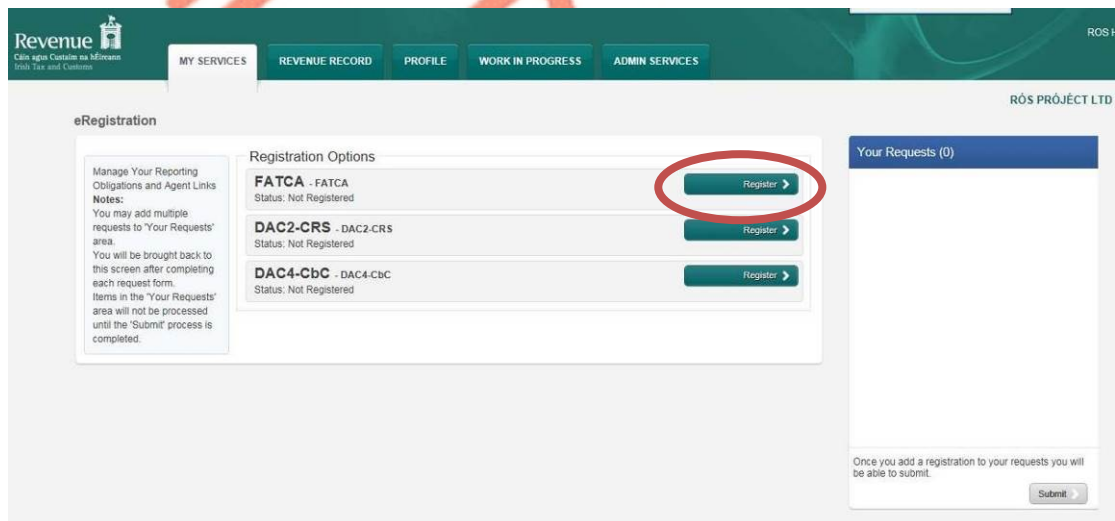 Revenue
Cáin agus Custaim na hÉireann
Irish Tax and Customs
MY SERVICES
REVENUE RECORD
PROFILE
WORK IN PROGRESS
ADMIN SERVICES
RÓS PRÓJÉCT LTD
eRegistration
Manage Your Reporting
Obligations and Agent Links
Notes:
You may add multiple
requests to 'Your Requests'
area.
You will be brought back to
this screen after completing
each request form.
Items in the 'Your Requests'
area will not be processed
until the 'Submit' process is
completed.
Registration Options
FATCA - FATCA
Status: Not Registered
Register
DAC2-CRS - DAC2-CRS
Status: Not Registered
Register
DAC4-CbC - DAC4-CbC
Status: Not Registered
Register
Your Requests (0)
Once you add a registration to your requests you will
be able to submit.
Submit